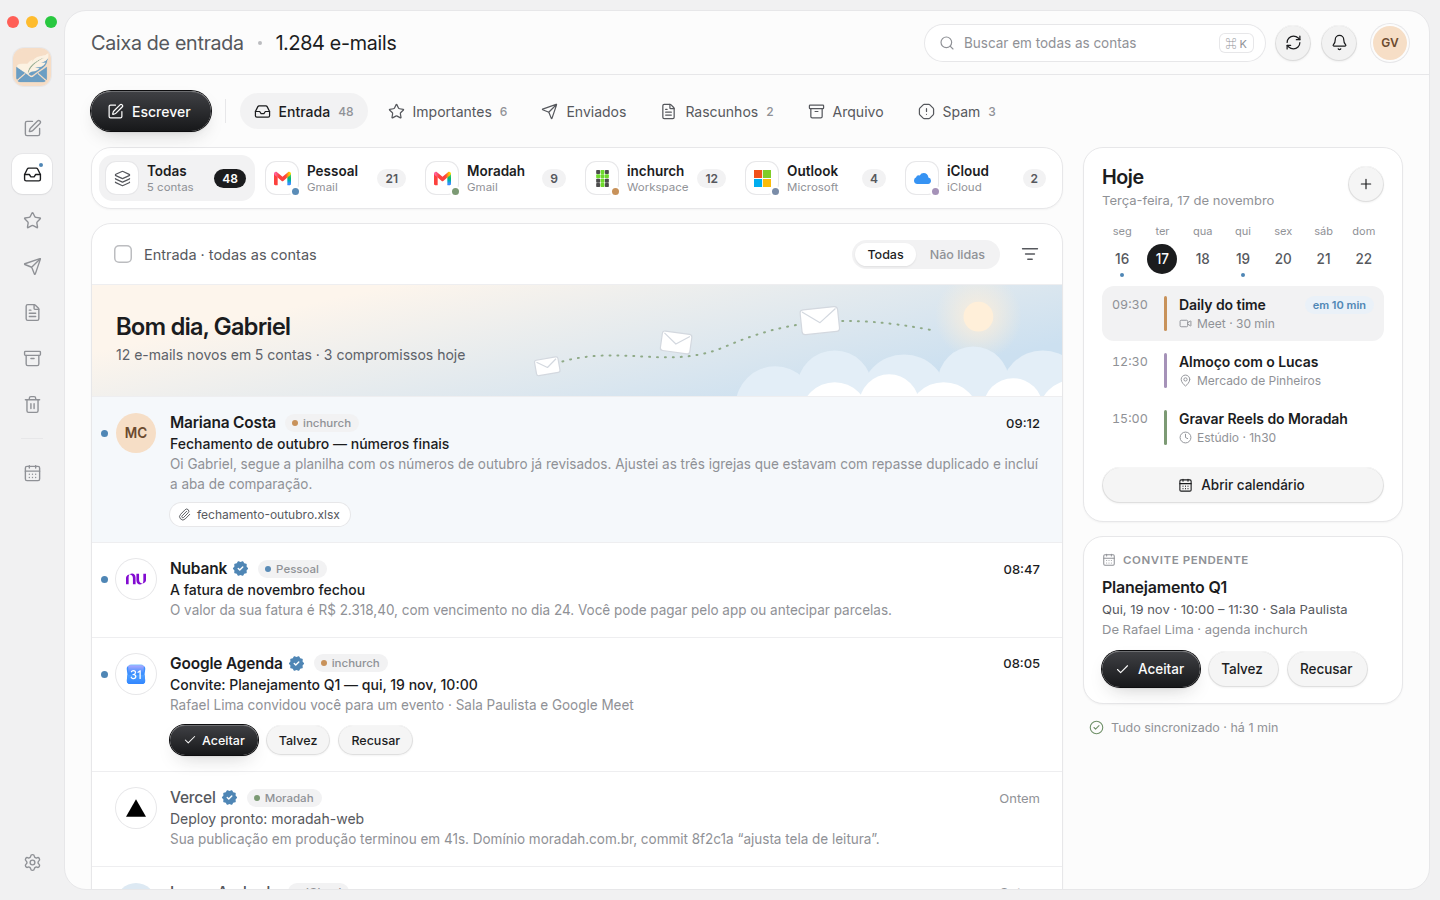 Caixa de entrada · 1.284 e-mails
Buscar em todas as contas
⌘ K
GV
Escrever
Entrada 48
Importantes 6
Enviados
Rascunhos 2
Arquivo
Spam 3
Todas
5 contas
48
Pessoal
Gmail
21
Moradah
Gmail
9
inchurch
Workspace
12
Outlook
Microsoft
4
iCloud
iCloud
2
Entrada · todas as contas
Todas
Não lidas
Bom dia, Gabriel
12 e-mails novos em 5 contas · 3 compromissos hoje
MC
Mariana Costa
inchurch
09:12
Fechamento de outubro — números finais
Oi Gabriel, segue a planilha com os números de outubro já revisados. Ajustei as três igrejas que estavam com repasse duplicado e incluí
a aba de comparação.
fechamento-outubro.xlsx
nu
Nubank
Pessoal
08:47
A fatura de novembro fechou
O valor da sua fatura é R$ 2.318,40, com vencimento no dia 24. Você pode pagar pelo app ou antecipar parcelas.
31
Google Agenda
inchurch
08:05
Convite: Planejamento Q1 — qui, 19 nov, 10:00
Rafael Lima convidou você para um evento · Sala Paulista e Google Meet
Aceitar
Talvez
Recusar
Vercel
Moradah
Ontem
Deploy pronto: moradah-web
Sua publicação em produção terminou em 41s. Domínio moradah.com.br, commit 8f2c1a “ajusta tela de leitura”.
Hoje
Terça-feira, 17 de novembro
seg ter qua qui sex sáb dom
16 17 18 19 20 21 22
09:30
Daily do time
em 10 min
Meet · 30 min
12:30
Almoço com o Lucas
Mercado de Pinheiros
15:00
Gravar Reels do Moradah
Estúdio · 1h30
Abrir calendário
CONVITE PENDENTE
Planejamento Q1
Qui, 19 nov · 10:00 – 11:30 · Sala Paulista
De Rafael Lima · agenda inchurch
Aceitar
Talvez
Recusar
Tudo sincronizado · há 1 min